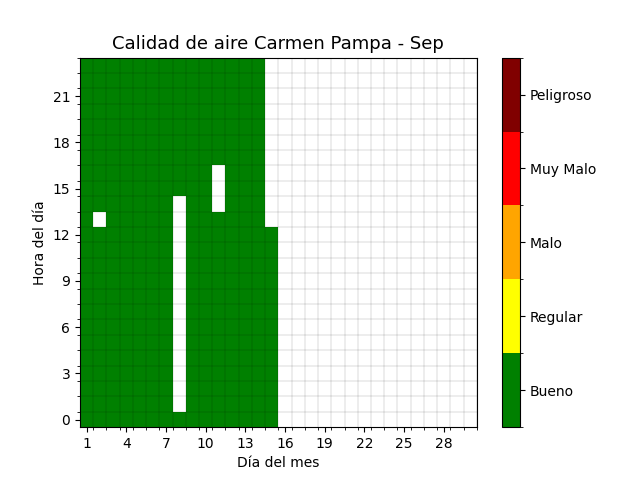 Calidad de aire Carmen Pampa - Sep
21
18
15
12
9
6
3
0
Hora del día
1 4 7 10 13 16 19 22 25 28
Día del mes
Peligroso
Muy Malo
Malo
Regular
Bueno